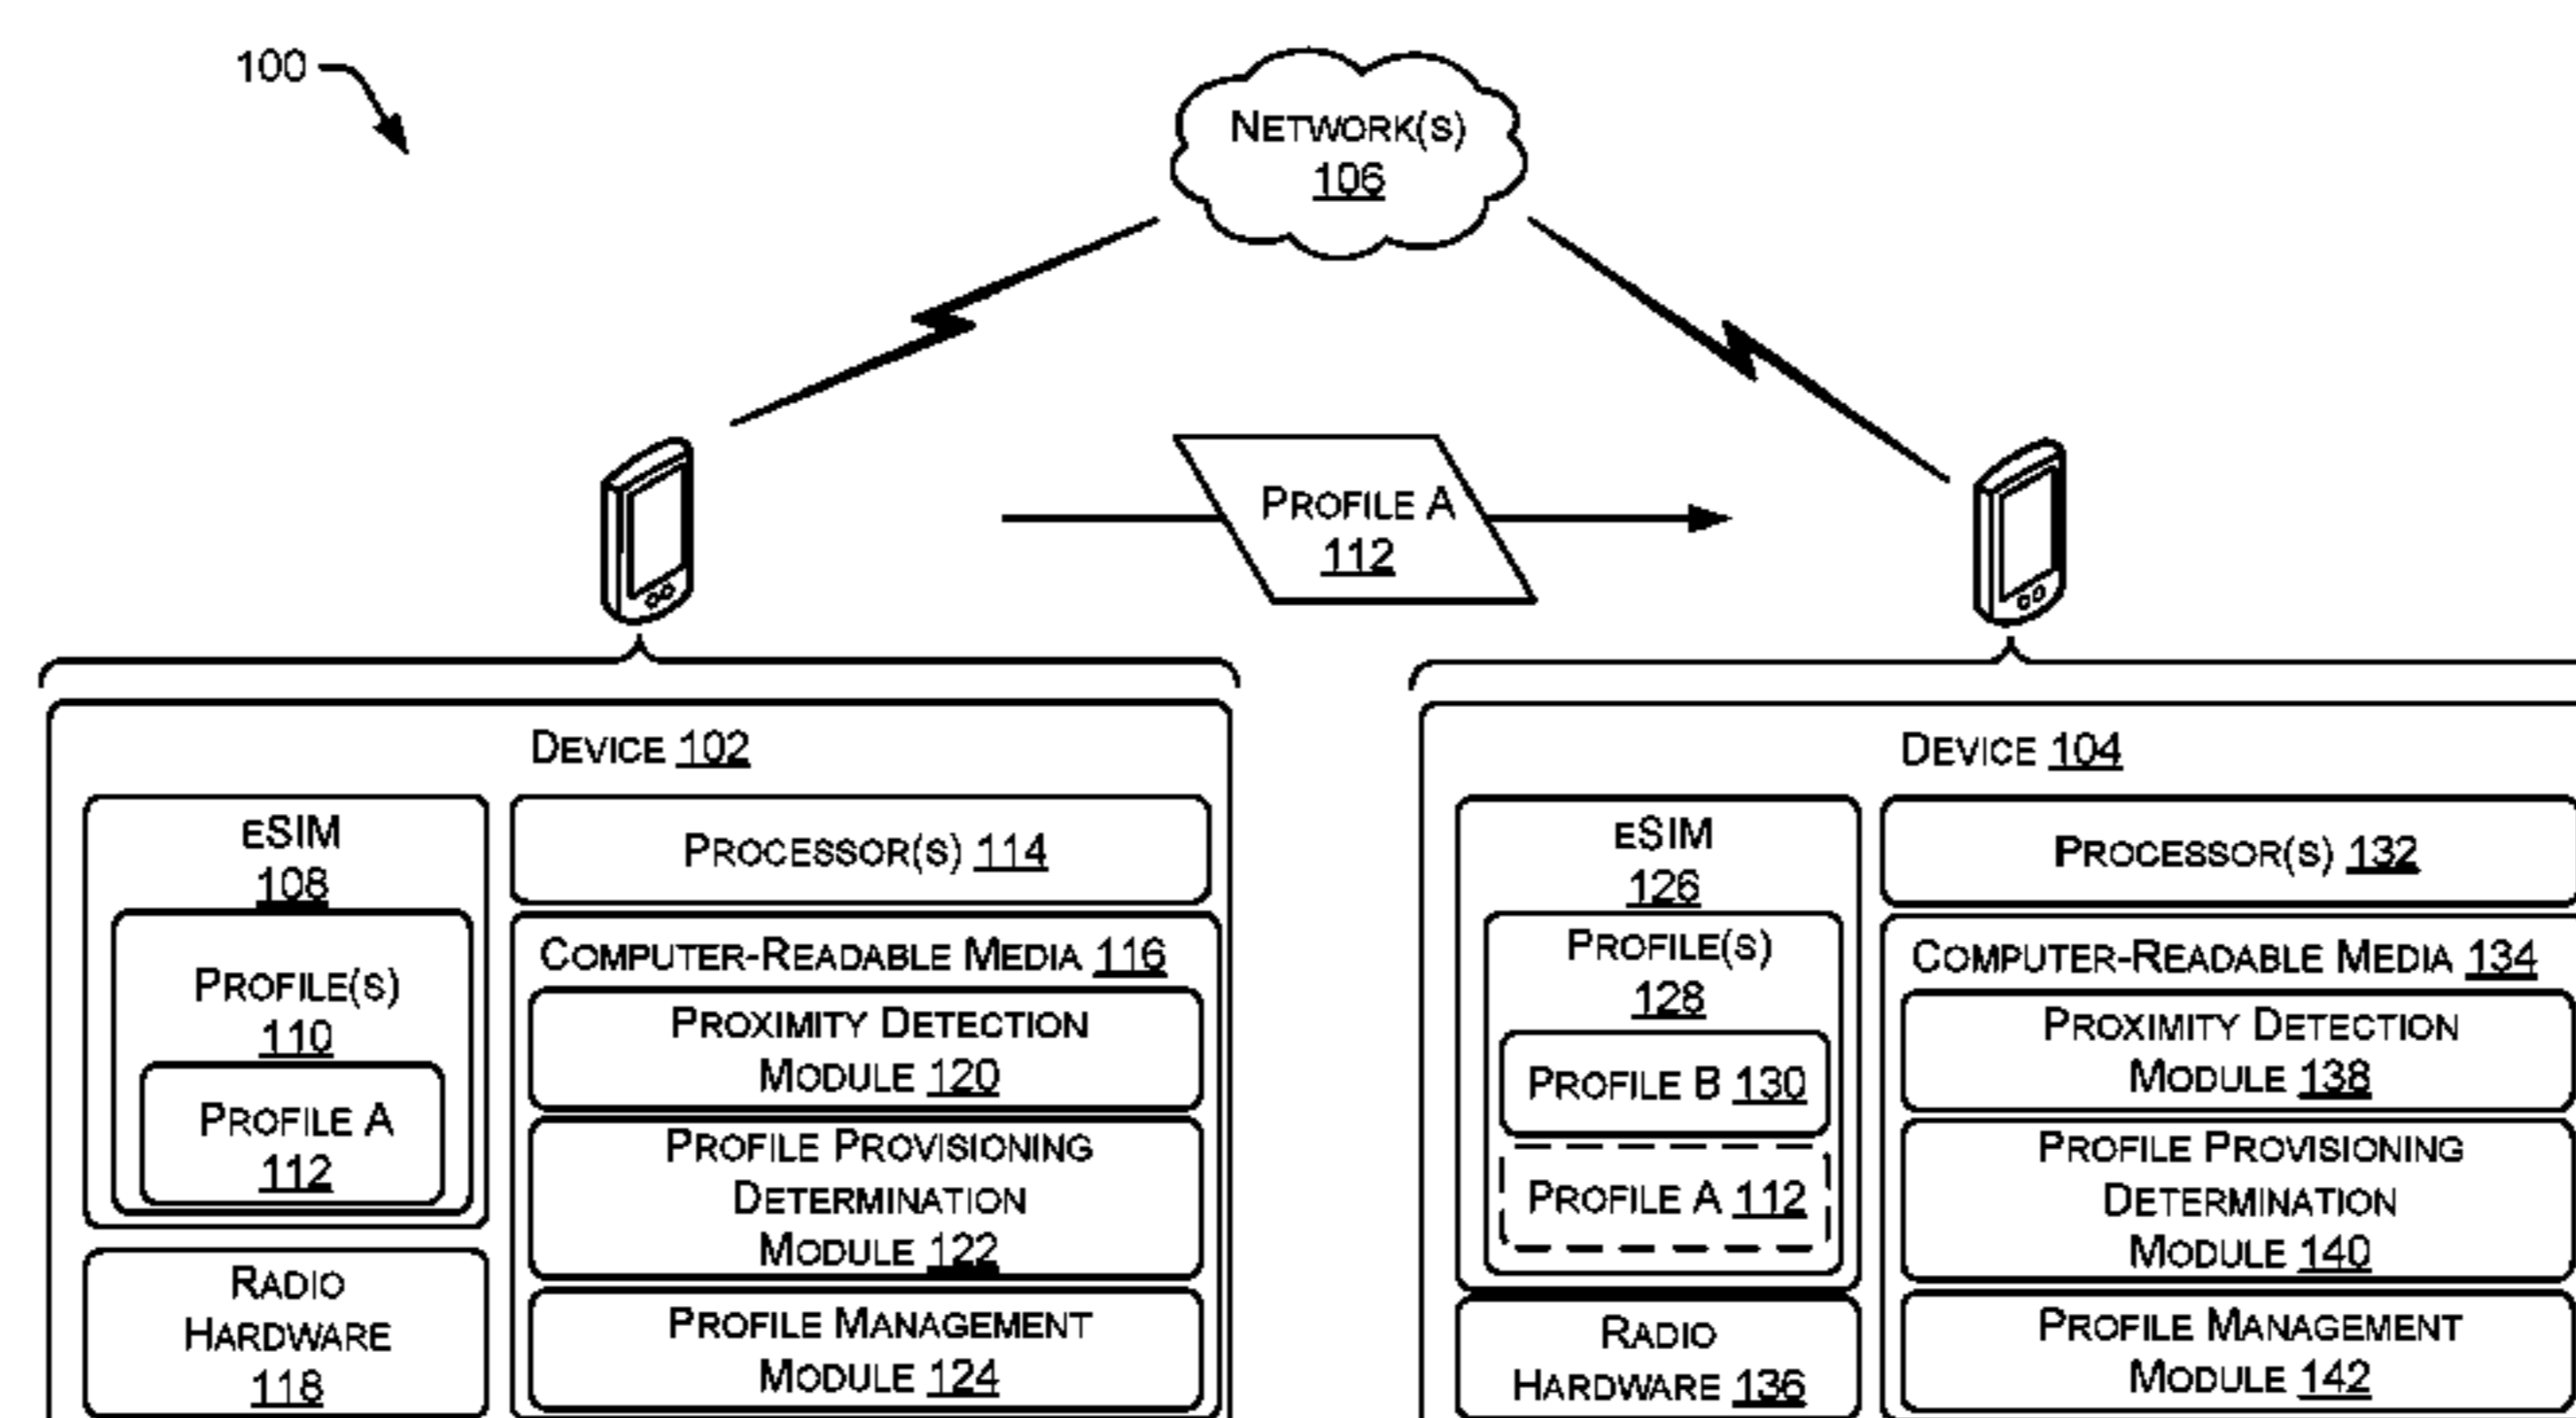 100
NETWORK(S)
106
PROFILE A
112
DEVICE 102
eSIM
108
PROFILE(S)
110
PROFILE A
112
RADIO
HARDWARE
118
PROCESSOR(S) 114
COMPUTER-READABLE MEDIA 116
PROXIMITY DETECTION
MODULE 120
PROFILE PROVISIONING
DETERMINATION
MODULE 122
PROFILE MANAGEMENT
MODULE 124
DEVICE 104
eSIM
126
PROFILE(S)
128
PROFILE B 130
PROFILE A 112
RADIO
HARDWARE 136
PROCESSOR(S) 132
COMPUTER-READABLE MEDIA 134
PROXIMITY DETECTION
MODULE 138
PROFILE PROVISIONING
DETERMINATION
MODULE 140
PROFILE MANAGEMENT
MODULE 142